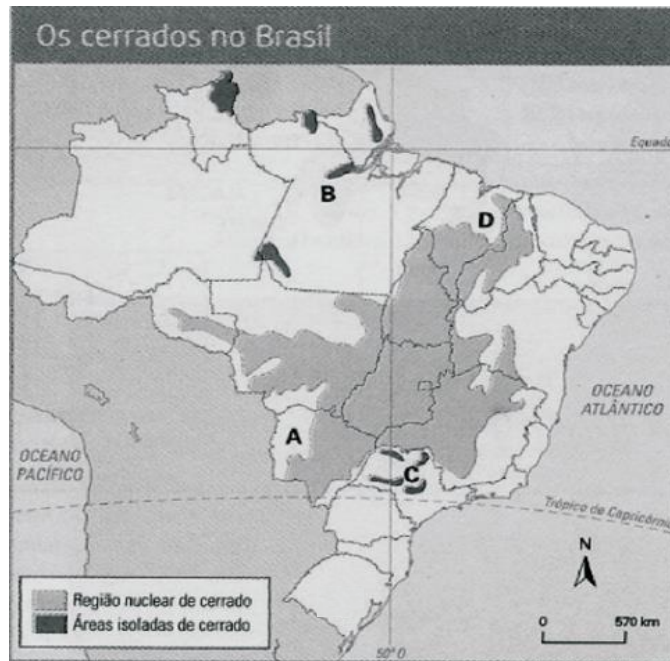 Os cerrados no Brasil
Equador
B
D
A
OCEANO
ATLÂNTICO
OCEANO
PACÍFICO
C
Trópico de Capricórnio
N
Região nuclear de cerrado
Áreas isoladas de cerrado
0 570 km
50° O